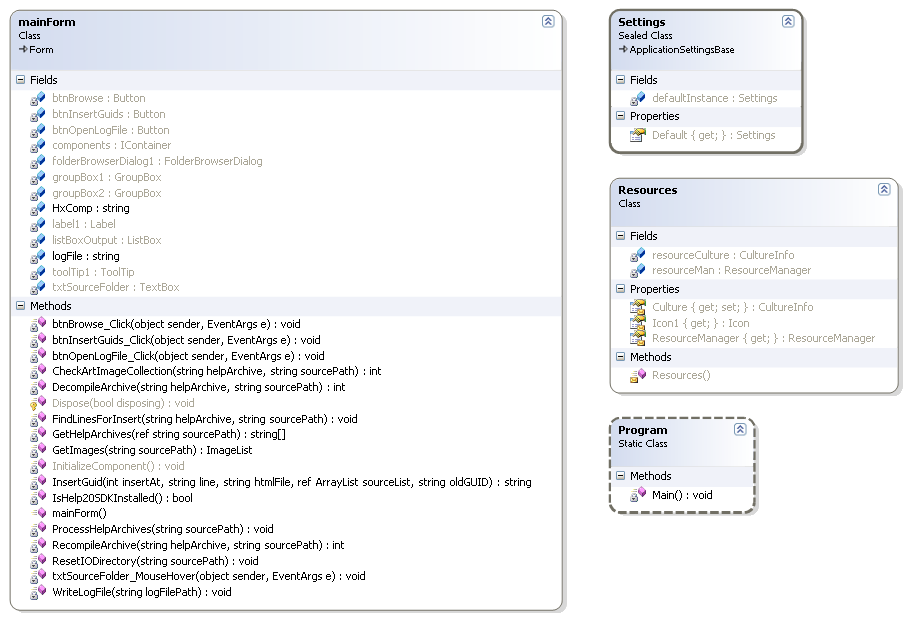 mainForm
Class
Form
Fields
btnBrowse : Button
btnInsertGuids : Button
btnOpenLogFile : Button
components : IContainer
folderBrowserDialog1 : FolderBrowserDialog
groupBox1 : GroupBox
groupBox2 : GroupBox
HxComp : string
label1 : Label
listBoxOutput : ListBox
logFile : string
toolTip1 : ToolTip
txtSourceFolder : TextBox
Methods
btnBrowse_Click(object sender, EventArgs e) : void
btnInsertGuids_Click(object sender, EventArgs e) : void
btnOpenLogFile_Click(object sender, EventArgs e) : void
CheckArtImageCollection(string helpArchive, string sourcePath) : int
DecompileArchive(string helpArchive, string sourcePath) : int
Dispose(bool disposing) : void
FindLinesForInsert(string helpArchive, string sourcePath) : void
GetHelpArchives(ref string sourcePath) : string[]
GetImages(string sourcePath) : ImageList
InitializeComponent() : void
InsertGuid(int insertAt, string line, string htmlFile, ref ArrayList sourceList, string oldGUID) : string
IsHelp20SDKInstalled() : bool
mainForm()
ProcessHelpArchives(string sourcePath) : void
RecompileArchive(string helpArchive, string sourcePath) : int
ResetIODirectory(string sourcePath) : void
txtSourceFolder_MouseHover(object sender, EventArgs e) : void
WriteLogFile(string logFilePath) : void
Settings
Sealed Class
ApplicationSettingsBase
Fields
defaultInstance : Settings
Properties
Default { get; } : Settings
Resources
Class
Fields
resourceCulture : CultureInfo
resourceMan : ResourceManager
Properties
Culture { get; set; } : CultureInfo
Icon1 { get; } : Icon
ResourceManager { get; } : ResourceManager
Methods
Resources()
Program
Static Class
Methods
Main() : void